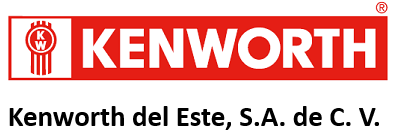 ®
KW KENWORTH
Kenworth del Este, S.A. de C. V.